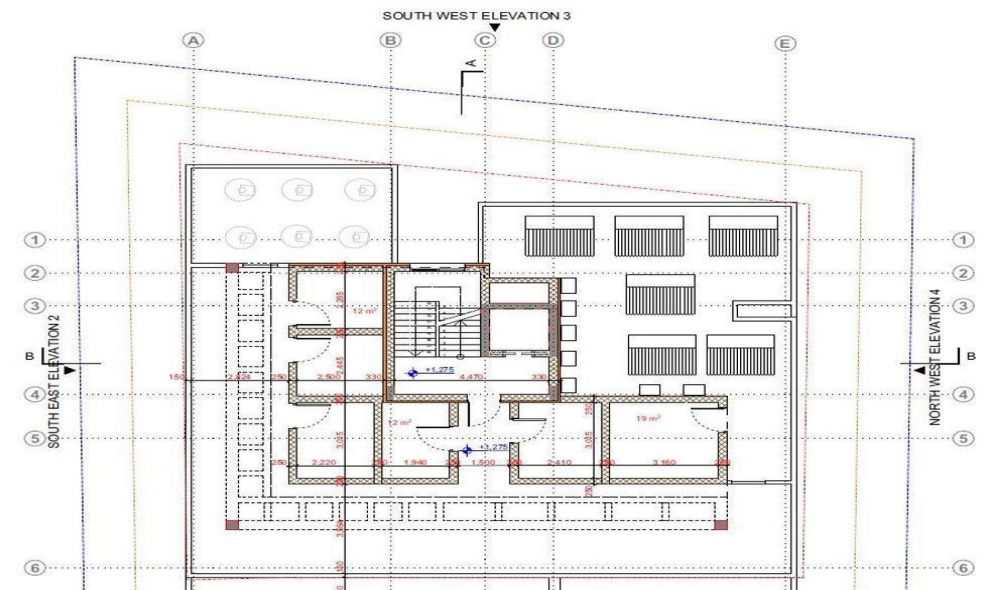 SOUTH WEST ELEVATION 3
A B C D E
A
1 1
2 2
3 3
12 m²
SOUTH EAST ELEVATION 2
NORTH WEST ELEVATION 4
B B
+1,275
150 250 2,500 330 4,470 330
4 4
12 m² 19 m²
5 5
+1,275
250 2,220 1,940 1,500 2,410 3,160
6 6